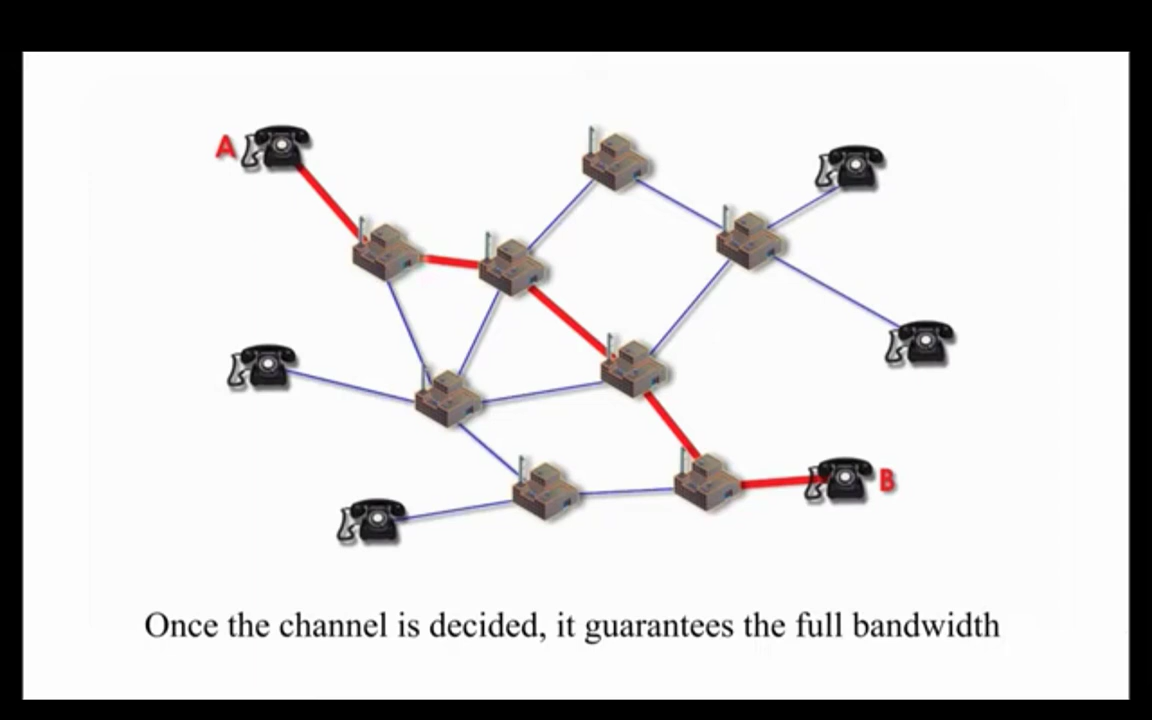 A
B
Once the channel is decided, it guarantees the full bandwidth